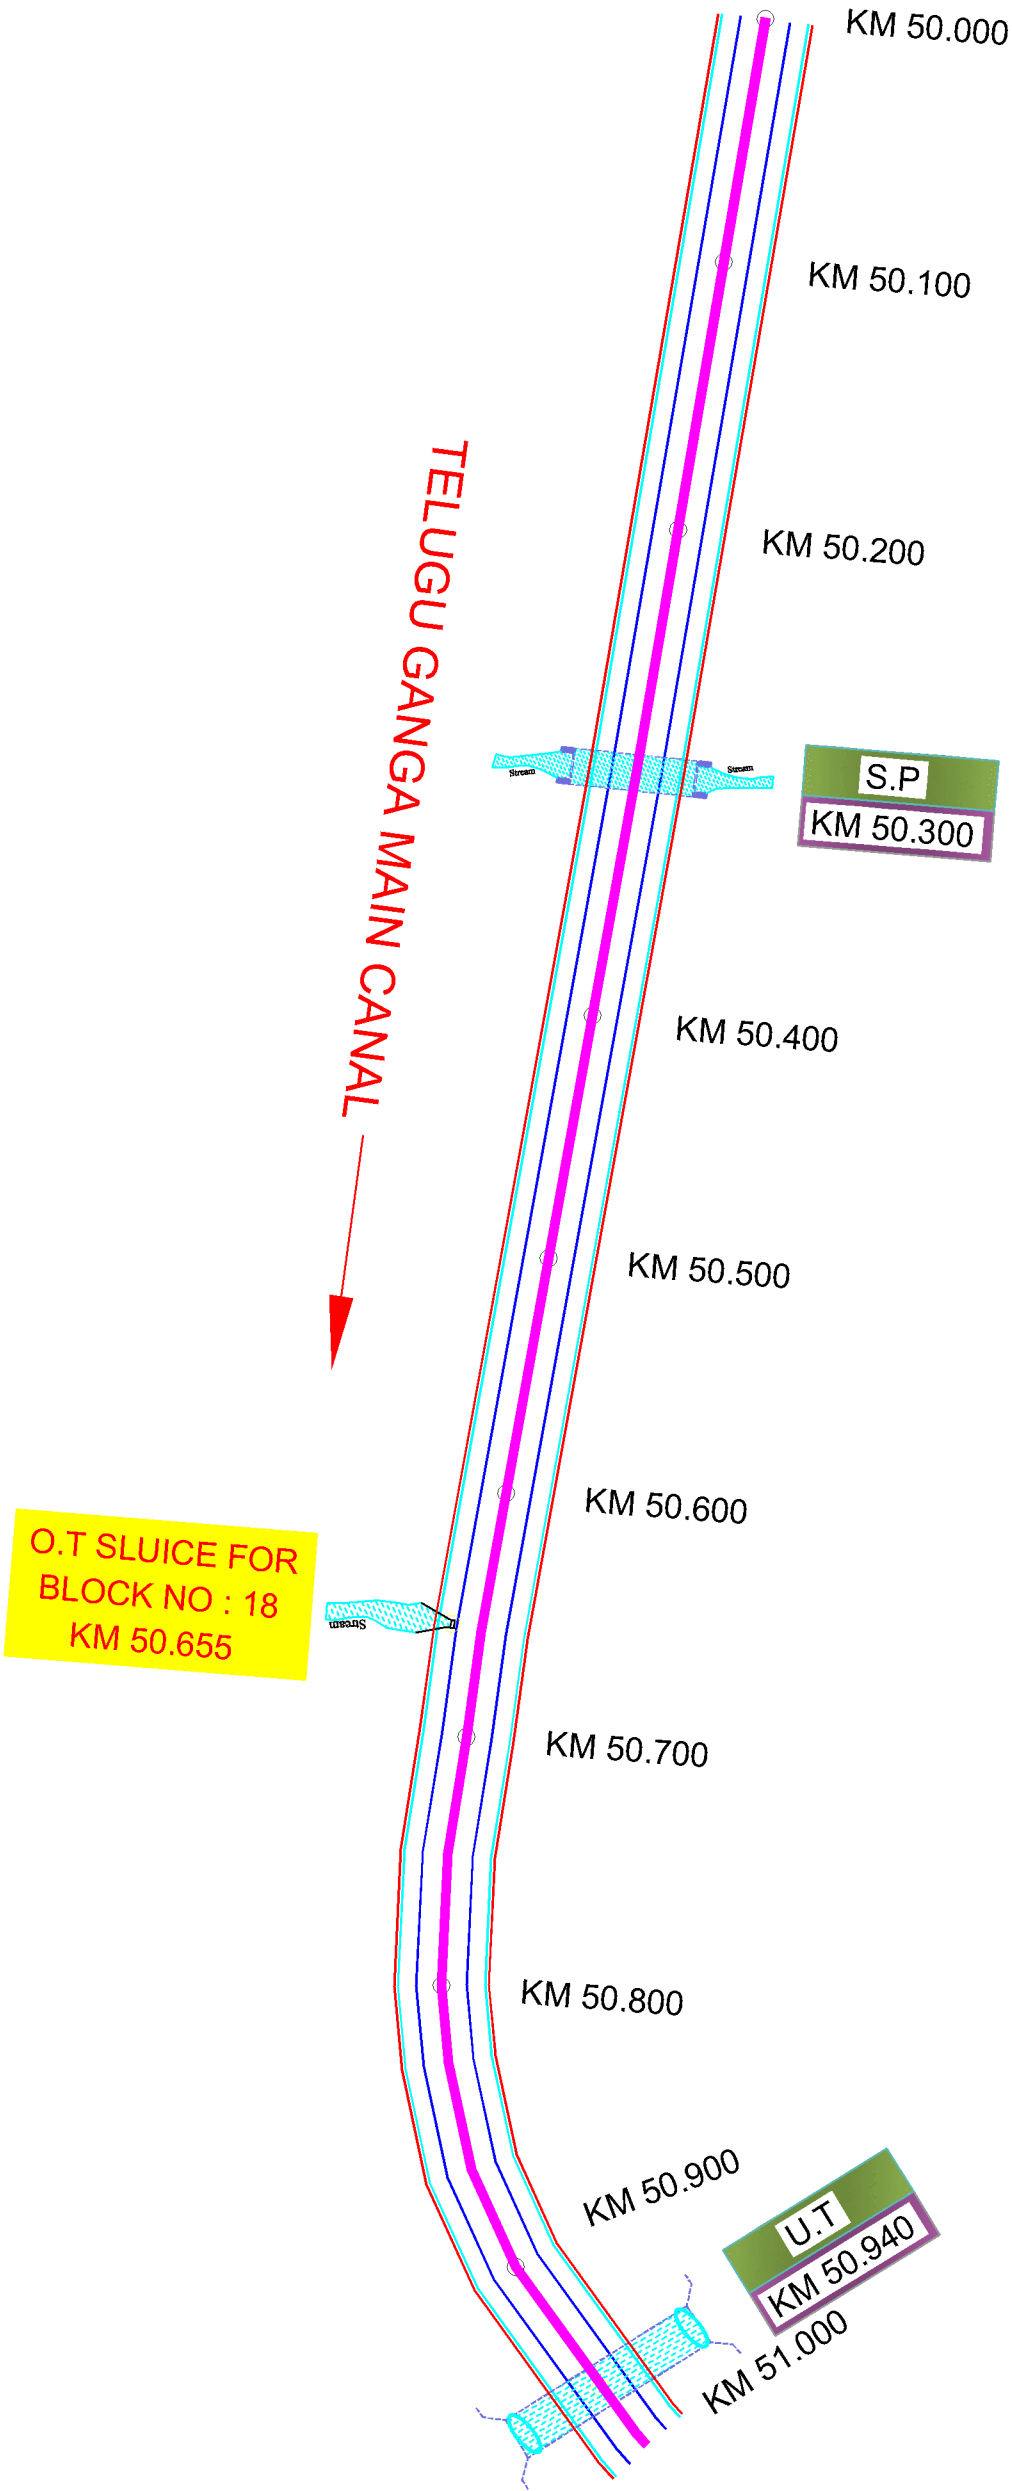 KM 50.000
KM 50.100
TELUGU GANGA MAIN CANAL
KM 50.200
Stream
Stream
S.P
KM 50.300
KM 50.400
KM 50.500
KM 50.600
O.T SLUICE FOR
BLOCK NO : 18
KM 50.655
Stream
KM 50.700
KM 50.800
KM 50.900
U.T
KM 50.940
KM 51.000